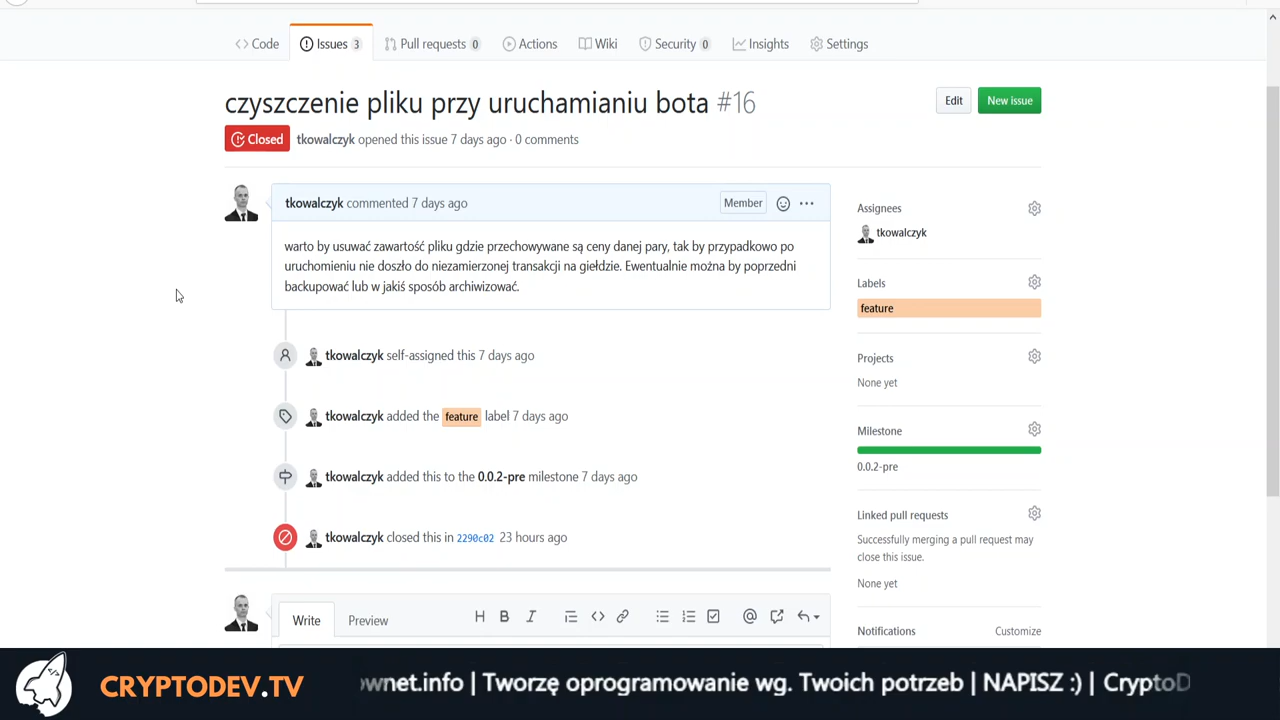 Code Issues 3 Pull requests 0 Actions Wiki Security 0 Insights Settings
czyszczenie pliku przy uruchamianiu bota #16
Edit
New issue
Closed
tkowalczyk opened this issue 7 days ago · 0 comments
tkowalczyk commented 7 days ago
Member
warto by usuwać zawartość pliku gdzie przechowywane są ceny danej pary, tak by przypadkowo po
uruchomieniu nie doszło do niezamierzonej transakcji na giełdzie. Ewentualnie można by poprzedni
backupować lub w jakiś sposób archiwizować.
tkowalczyk self-assigned this 7 days ago
tkowalczyk added the feature label 7 days ago
tkowalczyk added this to the 0.0.2-pre milestone 7 days ago
tkowalczyk closed this in 2290c02 23 hours ago
Write
Preview
Assignees
tkowalczyk
Labels
feature
Projects
None yet
Milestone
0.0.2-pre
Linked pull requests
Successfully merging a pull request may
close this issue.
None yet
Notifications
Customize
CRYPTODEV.TV
wnet.info | Tworzę oprogramowanie wg. Twoich potrzeb | NAPISZ :) | CryptoD